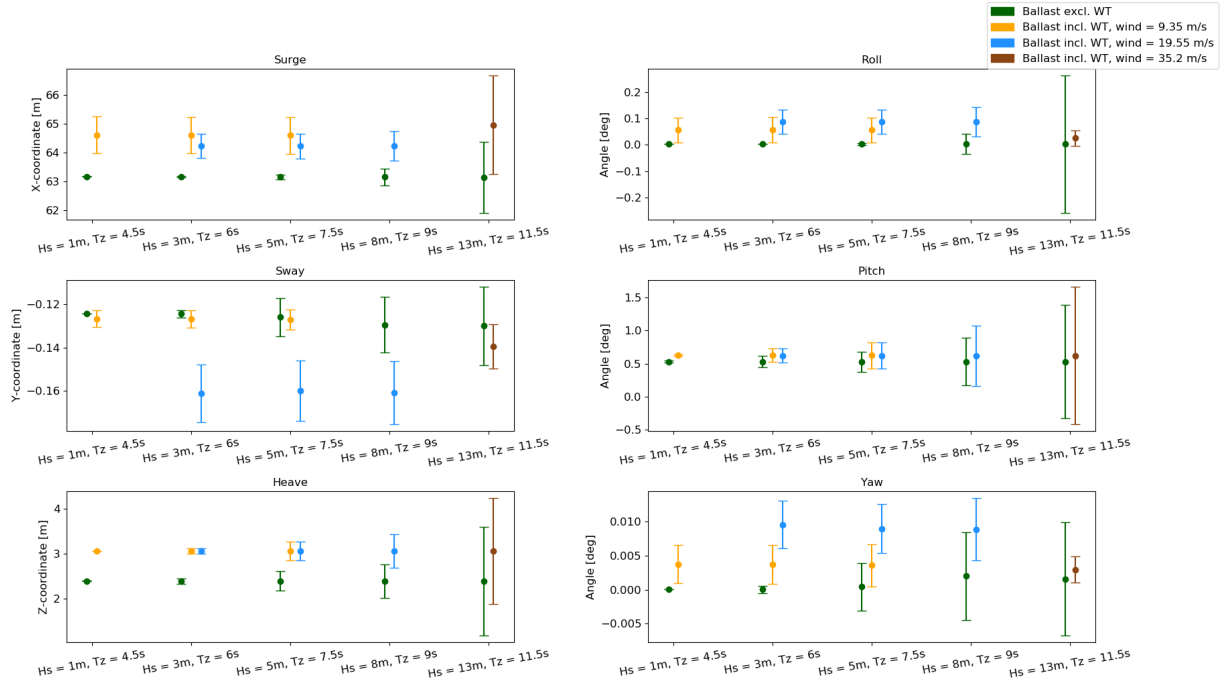 Ballast excl. WT
Ballast incl. WT, wind = 9.35 m/s
Ballast incl. WT, wind = 19.55 m/s
Ballast incl. WT, wind = 35.2 m/s
Surge
X-coordinate [m]
66
65
64
63
62
Hs = 1m, Tz = 4.5s
Hs = 3m, Tz = 6s
Hs = 5m, Tz = 7.5s
Hs = 8m, Tz = 9s
Hs = 13m, Tz = 11.5s
Roll
Angle [deg]
0.2
0.1
0.0
−0.1
−0.2
Hs = 1m, Tz = 4.5s
Hs = 3m, Tz = 6s
Hs = 5m, Tz = 7.5s
Hs = 8m, Tz = 9s
Hs = 13m, Tz = 11.5s
Sway
Y-coordinate [m]
−0.12
−0.14
−0.16
Hs = 1m, Tz = 4.5s
Hs = 3m, Tz = 6s
Hs = 5m, Tz = 7.5s
Hs = 8m, Tz = 9s
Hs = 13m, Tz = 11.5s
Pitch
Angle [deg]
1.5
1.0
0.5
0.0
−0.5
Hs = 1m, Tz = 4.5s
Hs = 3m, Tz = 6s
Hs = 5m, Tz = 7.5s
Hs = 8m, Tz = 9s
Hs = 13m, Tz = 11.5s
Heave
Z-coordinate [m]
4
3
2
Hs = 1m, Tz = 4.5s
Hs = 3m, Tz = 6s
Hs = 5m, Tz = 7.5s
Hs = 8m, Tz = 9s
Hs = 13m, Tz = 11.5s
Yaw
Angle [deg]
0.010
0.005
0.000
−0.005
Hs = 1m, Tz = 4.5s
Hs = 3m, Tz = 6s
Hs = 5m, Tz = 7.5s
Hs = 8m, Tz = 9s
Hs = 13m, Tz = 11.5s